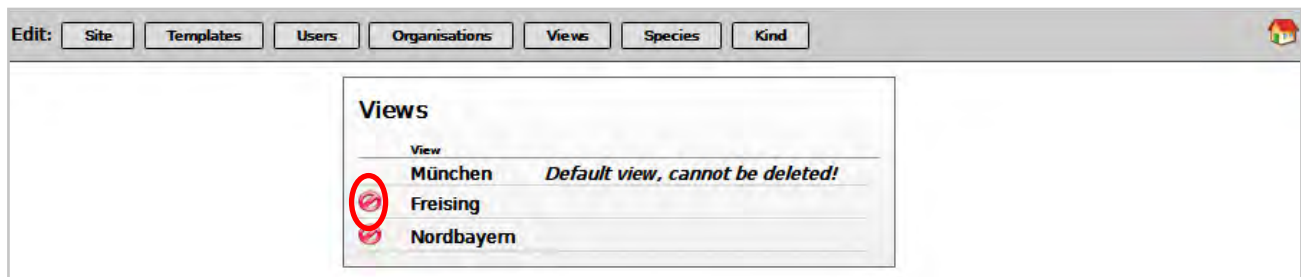 Edit: Site Templates Users Organisations Views Species Kind
Views
View
München Default view, cannot be deleted!
Freising
Nordbayern